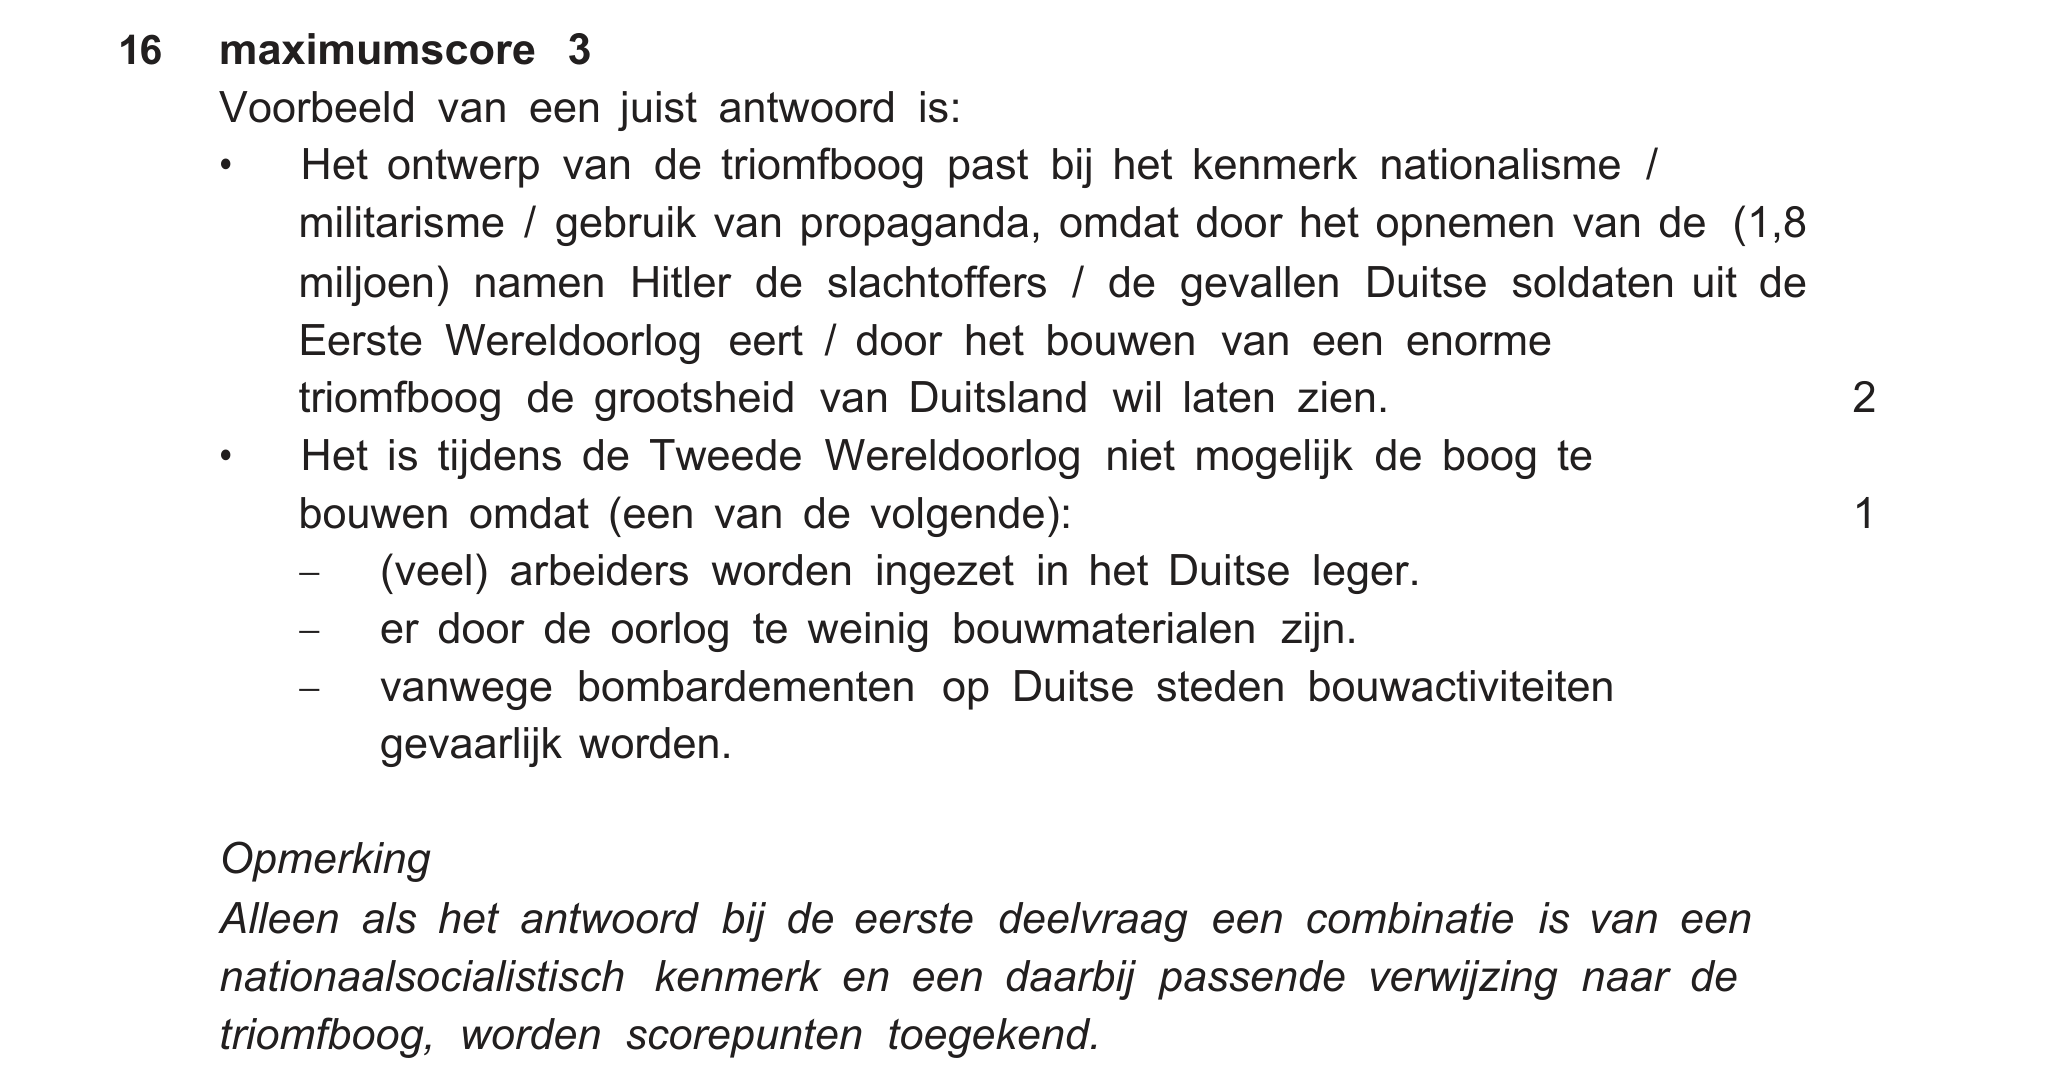 16 maximumscore 3
Voorbeeld van een juist antwoord is:
• Het ontwerp van de triomfboog past bij het kenmerk nationalisme /
militarisme / gebruik van propaganda, omdat door het opnemen van de (1,8
miljoen) namen Hitler de slachtoffers / de gevallen Duitse soldaten uit de
Eerste Wereldoorlog eert / door het bouwen van een enorme
triomfboog de grootsheid van Duitsland wil laten zien. 2
• Het is tijdens de Tweede Wereldoorlog niet mogelijk de boog te
bouwen omdat (een van de volgende): 1
− (veel) arbeiders worden ingezet in het Duitse leger.
− er door de oorlog te weinig bouwmaterialen zijn.
− vanwege bombardementen op Duitse steden bouwactiviteiten
gevaarlijk worden.
Opmerking
Alleen als het antwoord bij de eerste deelvraag een combinatie is van een
nationaalsocialistisch kenmerk en een daarbij passende verwijzing naar de
triomfboog, worden scorepunten toegekend.